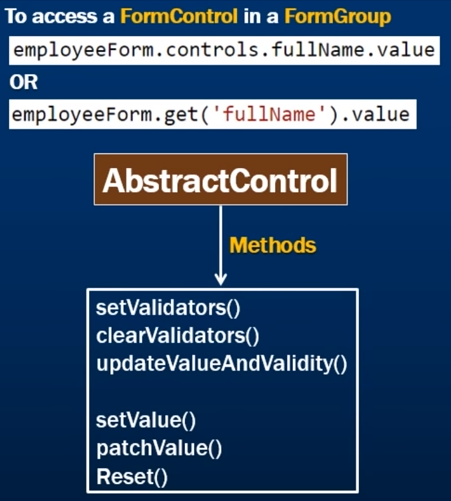 To access a FormControl in a FormGroup
employeeForm.controls.fullName.value
OR
employeeForm.get('fullName').value
AbstractControl
Methods
setValidators()
clearValidators()
updateValueAndValidity()
setValue()
patchValue()
Reset()